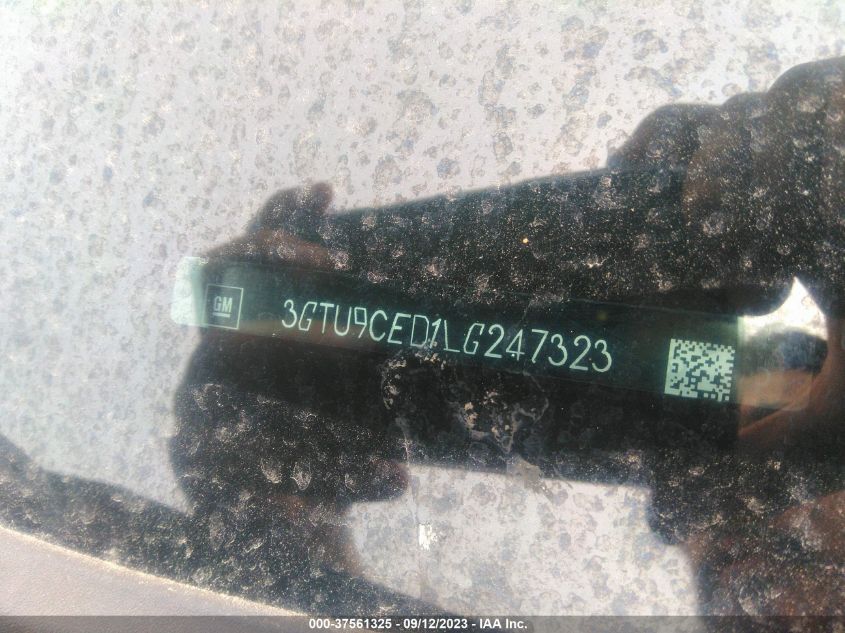 GM
3GTU9CED1LG247323
000-37561325 - 09/12/2023 - IAA Inc.